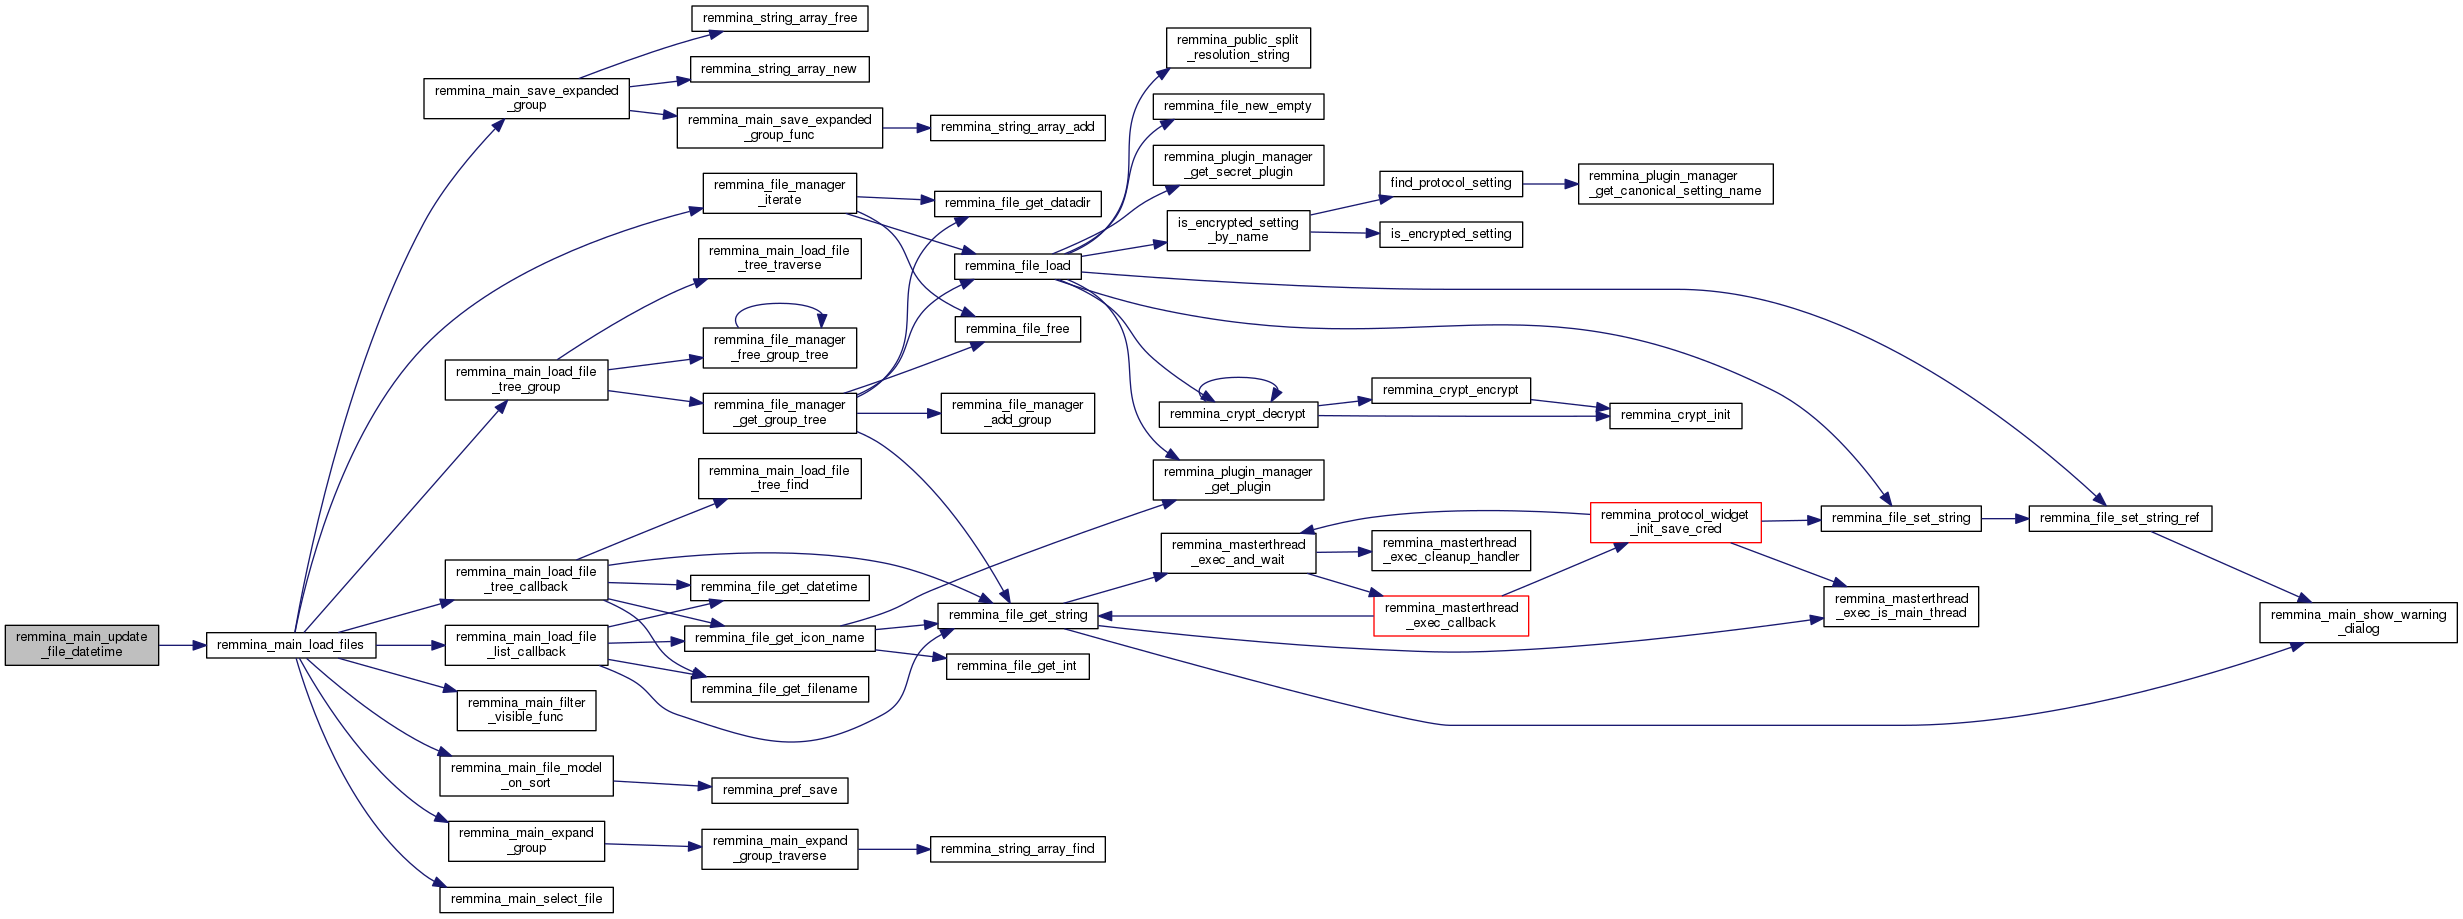 remmina_main_update
_file_datetime
remmina_main_load_files
remmina_main_save_expanded
_group
remmina_main_load_file
_tree_group
remmina_main_load_file
_tree_callback
remmina_main_load_file
_list_callback
remmina_main_filter
_visible_func
remmina_main_file_model
_on_sort
remmina_main_expand
_group
remmina_main_select_file
remmina_string_array_free
remmina_string_array_new
remmina_main_save_expanded
_group_func
remmina_file_manager
_iterate
remmina_main_load_file
_tree_traverse
remmina_file_manager
_free_group_tree
remmina_file_manager
_get_group_tree
remmina_main_load_file
_tree_find
remmina_file_get_datetime
remmina_file_get_icon_name
remmina_file_get_filename
remmina_pref_save
remmina_main_expand
_group_traverse
remmina_string_array_add
remmina_file_get_datadir
remmina_file_load
remmina_file_free
remmina_file_manager
_add_group
remmina_file_get_string
remmina_file_get_int
remmina_string_array_find
remmina_public_split
_resolution_string
remmina_file_new_empty
remmina_plugin_manager
_get_secret_plugin
is_encrypted_setting
_by_name
remmina_crypt_decrypt
remmina_plugin_manager
_get_plugin
remmina_masterthread
_exec_and_wait
find_protocol_setting
is_encrypted_setting
remmina_crypt_encrypt
remmina_masterthread
_exec_cleanup_handler
remmina_masterthread
_exec_callback
remmina_plugin_manager
_get_canonical_setting_name
remmina_crypt_init
remmina_protocol_widget
_init_save_cred
remmina_file_set_string
remmina_masterthread
_exec_is_main_thread
remmina_file_set_string_ref
remmina_main_show_warning
_dialog